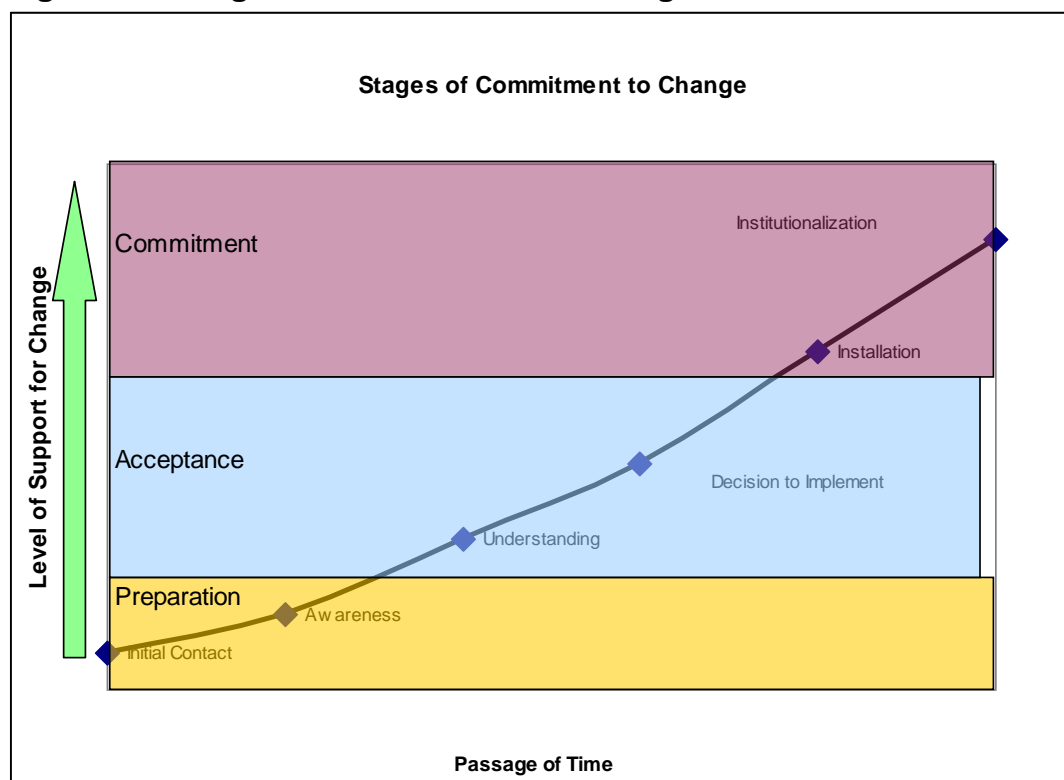 Stages of Commitment to Change
Institutionalization
Commitment
Installation
Acceptance
Decision to Implement
Understanding
Preparation
Awareness
Initial Contact
Level of Support for Change
Passage of Time